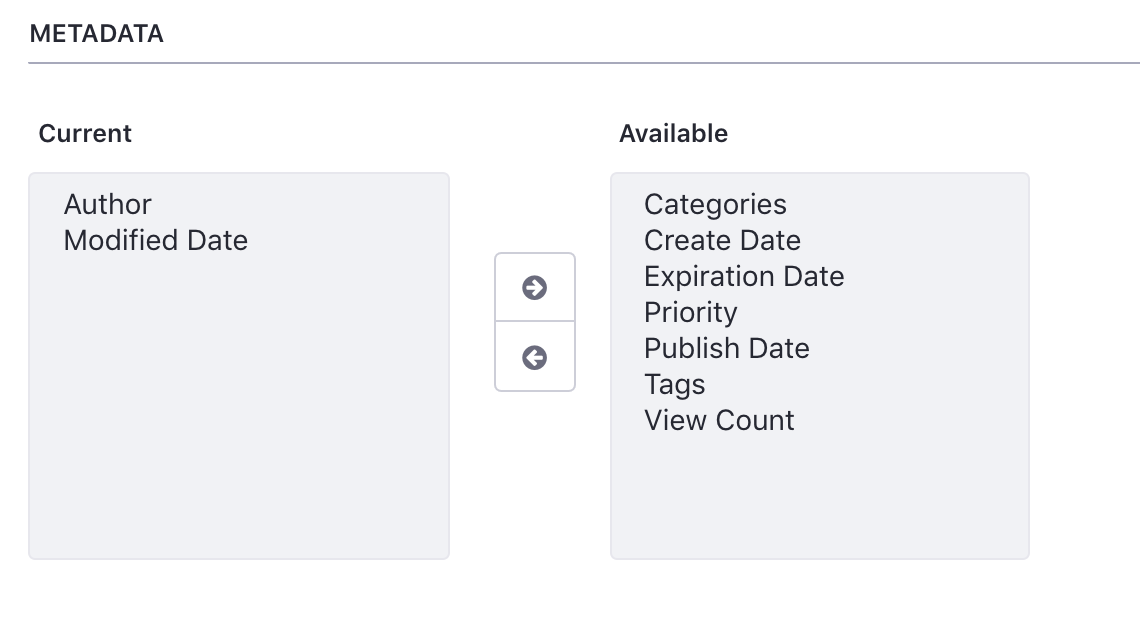 METADATA
Current
Author
Modified Date
Available
Categories
Create Date
Expiration Date
Priority
Publish Date
Tags
View Count